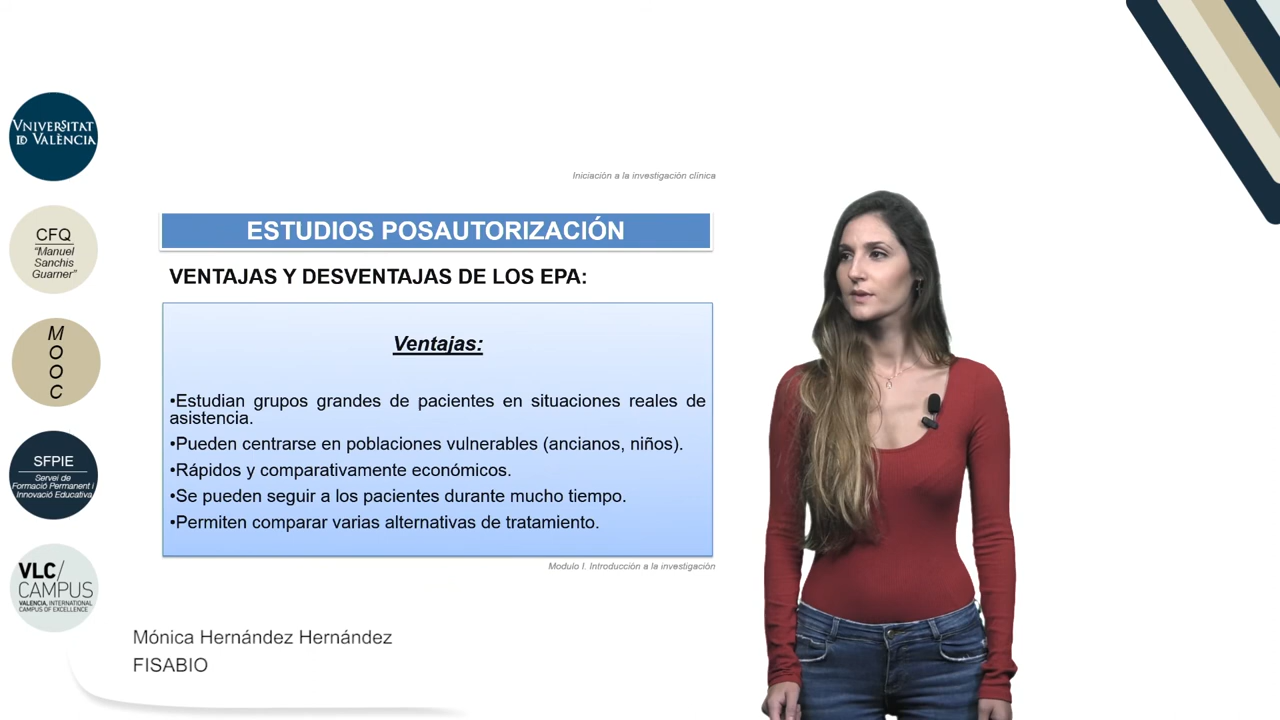 VNIVERSITAT
ID VALÈNCIA
CFQ
“Manuel
Sanchis
Guarner”
M
O
O
C
SFPIE
Servei de
Formació Permanent i
Innovació Educativa
VLC/
CAMPUS
VALENCIA, INTERNATIONAL
CAMPUS OF EXCELLENCE
Iniciación a la investigación clínica
ESTUDIOS POSAUTORIZACIÓN
VENTAJAS Y DESVENTAJAS DE LOS EPA:
Ventajas:
•Estudian grupos grandes de pacientes en situaciones reales de
asistencia.
•Pueden centrarse en poblaciones vulnerables (ancianos, niños).
•Rápidos y comparativamente económicos.
•Se pueden seguir a los pacientes durante mucho tiempo.
•Permiten comparar varias alternativas de tratamiento.
Modulo I. Introducción a la investigación
Mónica Hernández Hernández
FISABIO